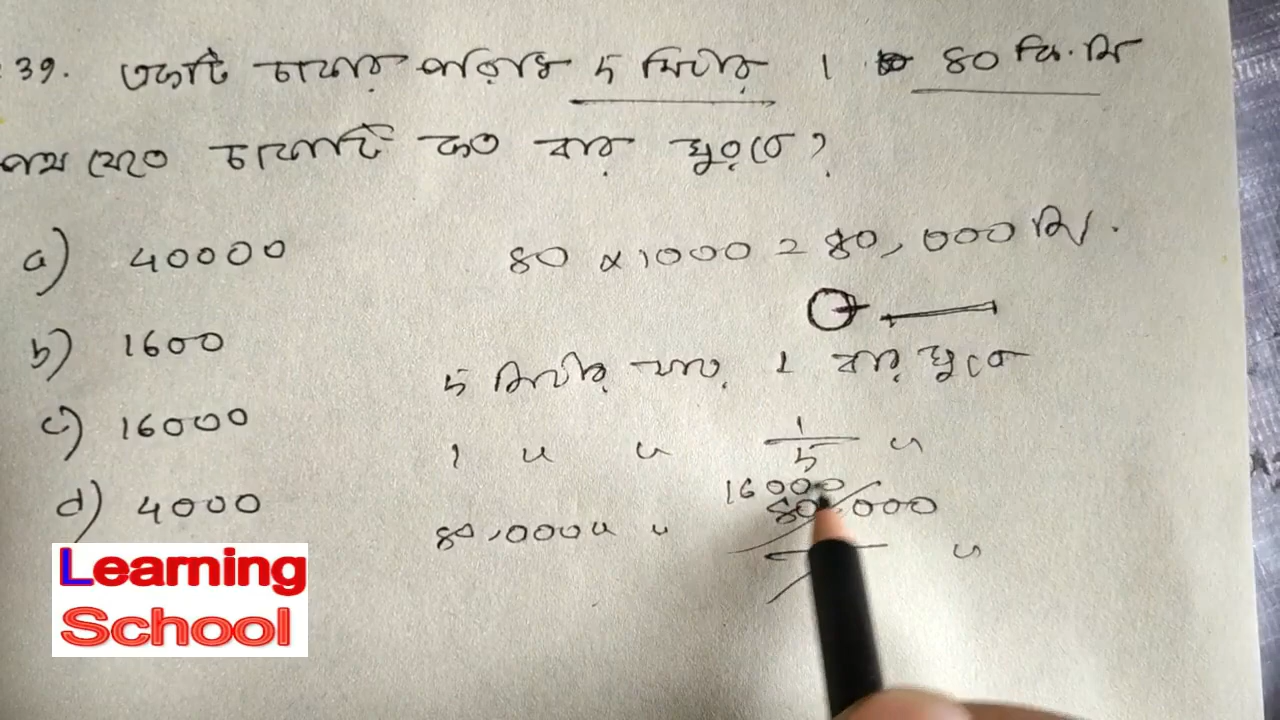 39. একটি চাকার পরিধি 5 মিটার । 80 কি.মি
পথ যেতে চাকাটি কত বার ঘুরবে?
a) 40000
b) 1600
c) 16000
d) 4000
80 × 1000 = 80,000 মি.
5 মিটার যায় 1 বার ঘুরে
1 " " 1/5 "
16000
80,000 " " 80,000/5 "
Learning
School